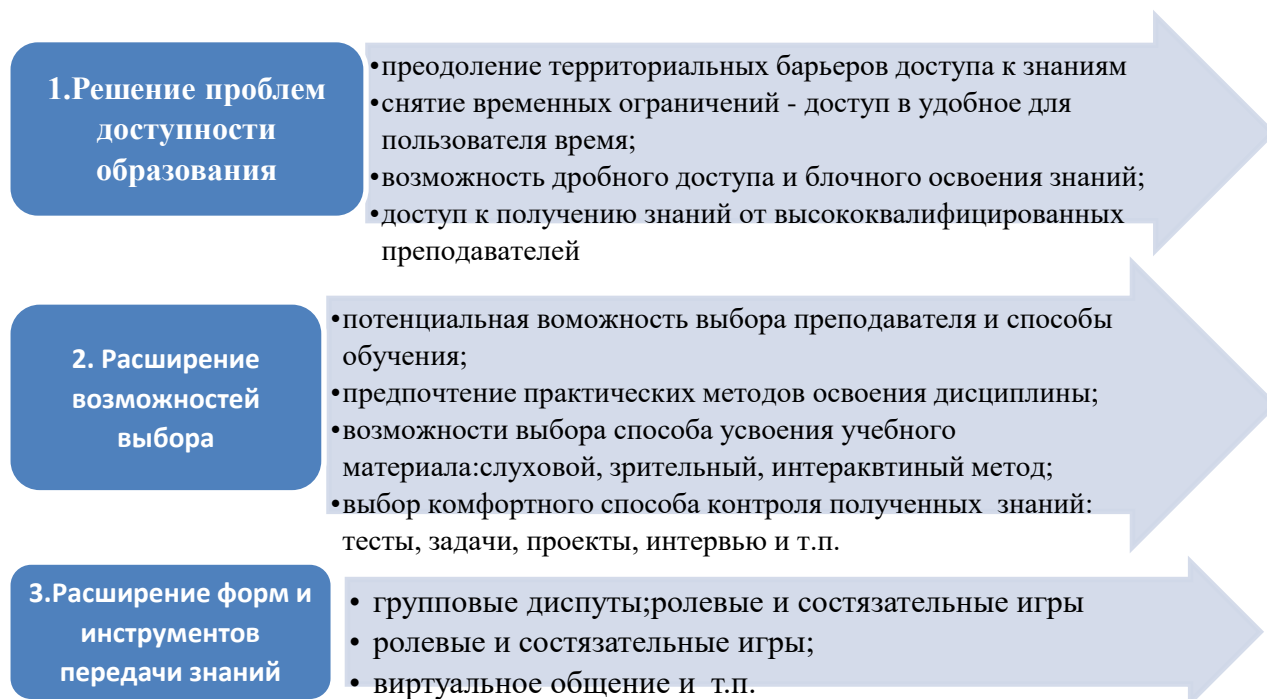 1.Решение проблем
доступности
образования
•преодоление территориальных барьеров доступа к знаниям
•снятие временных ограничений - доступ в удобное для
пользователя время;
•возможность дробного доступа и блочного освоения знаний;
•доступ к получению знаний от высококвалифицированных
преподавателей
2. Расширение
возможностей
выбора
•потенциальная воможность выбора преподавателя и способы
обучения;
•предпочтение практических методов освоения дисциплины;
•возможности выбора способа усвоения учебного
материала:слуховой, зрительный, интераквтиный метод;
•выбор комфортного способа контроля полученных  знаний:
тесты, задачи, проекты, интервью и т.п.
3.Расширение форм и
инструментов
передачи знаний
• групповые диспуты;ролевые и состязательные игры
• ролевые и состязательные игры;
• виртуальное общение и  т.п.